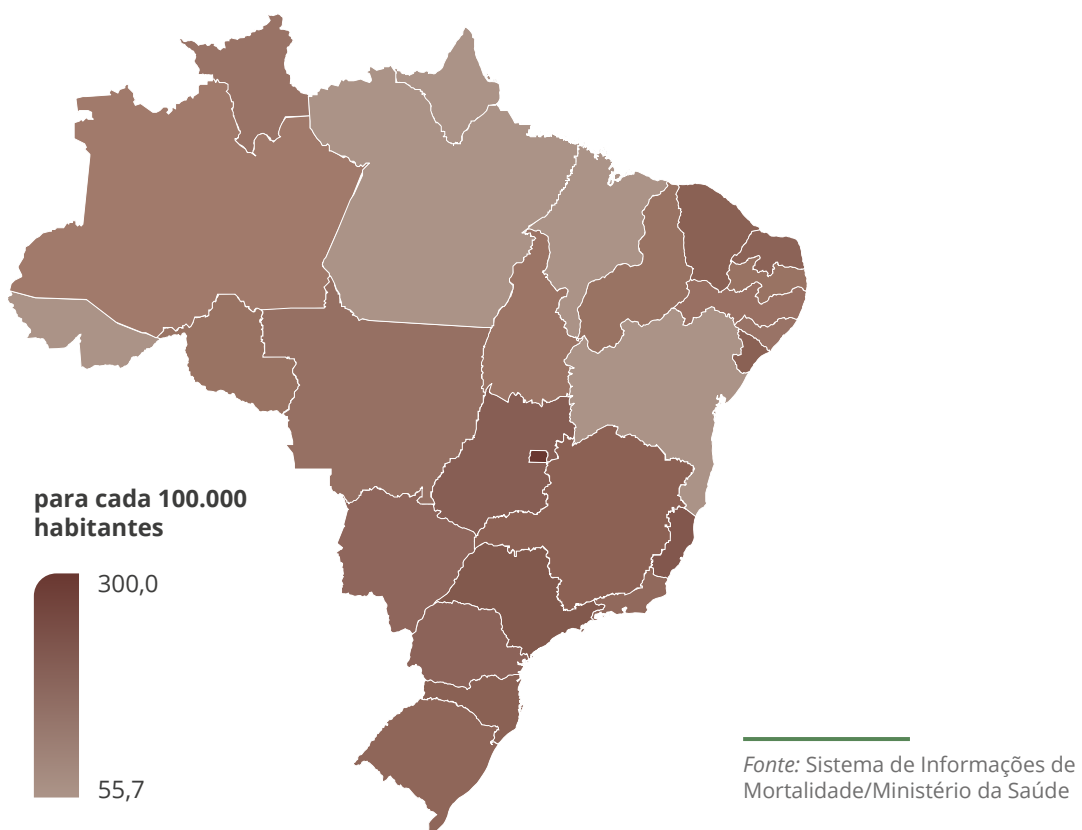 para cada 100.000
habitantes
300,0
55,7
Fonte: Sistema de Informações de
Mortalidade/Ministério da Saúde